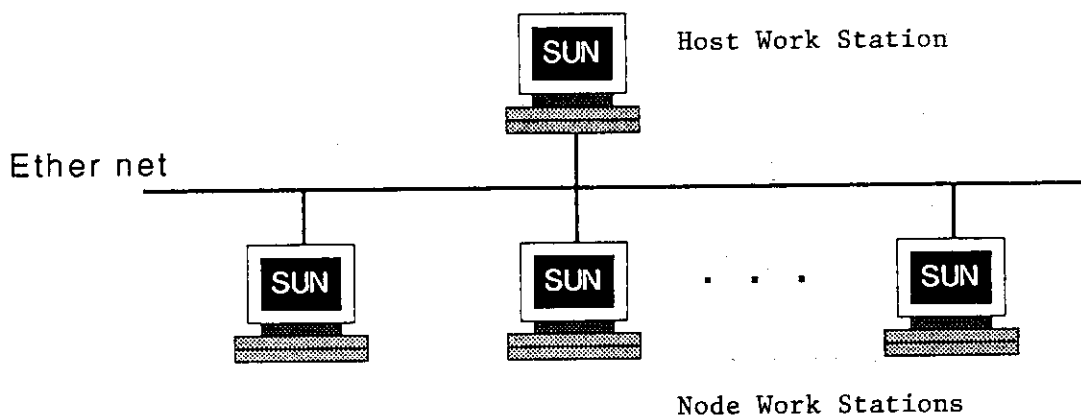 SUN
Host Work Station
Ether net
SUN
SUN
. . .
SUN
Node Work Stations